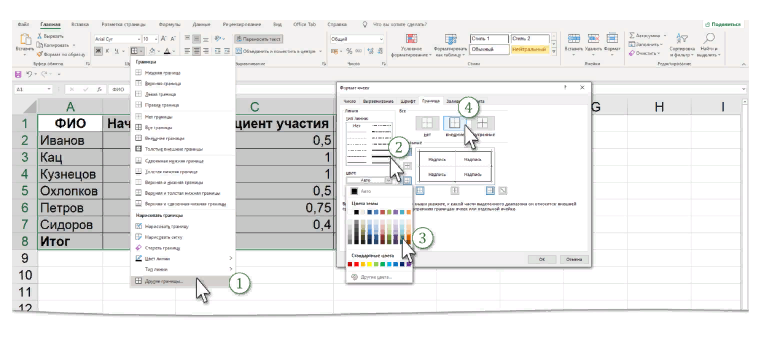 Файл Главная Вставка Разметка страницы Формулы Данные Рецензирование Вид Office Tab Справка Что вы хотите сделать? Поделиться
Вставить
Вырезать
Копировать
Формат по образцу
Буфер обмена
Arial Cyr
Перенести текст
Объединить и поместить в центре
Выравнивание
Общий
Число
Условное форматирование
Форматировать как таблицу
Стиль 1
Стиль 2
Обычный
Нейтральный
Стили
Вставить Удалить Формат
Ячейки
Автосумма
Заполнить
Очистить
Сортировка и фильтр
Найти и выделить
Редактирование
A1
ФИО
A C G H I
1 ФИО Нач циент участия
2 Иванов 0,5
3 Кац 1
4 Кузнецов 1
5 Охлопков 0,5
6 Петров 0,75
7 Сидоров 0,4
8 Итог
9
10
11
12
Границы
Нижняя граница
Верхняя граница
Левая граница
Правая граница
Нет границы
Все границы
Внешние границы
Толстые внешние границы
Сдвоенная нижняя граница
Толстая нижняя граница
Верхняя и нижняя границы
Верхняя и толстая нижняя границы
Верхняя и сдвоенная нижняя границы
Нарисовать границы
Нарисовать границу
Нарисовать сетку
Стереть границу
Цвет линии
Тип линии
Другие границы...
1
Формат ячеек
? X
Число Выравнивание Шрифт Граница
Линия
тип линии:
Нет
Все
нет внешние
4
2
Надпись Надпись
Надпись Надпись
цвет:
Авто
Авто
Цвета темы
3
Стандартные цвета
Другие цвета...
OK Отмена